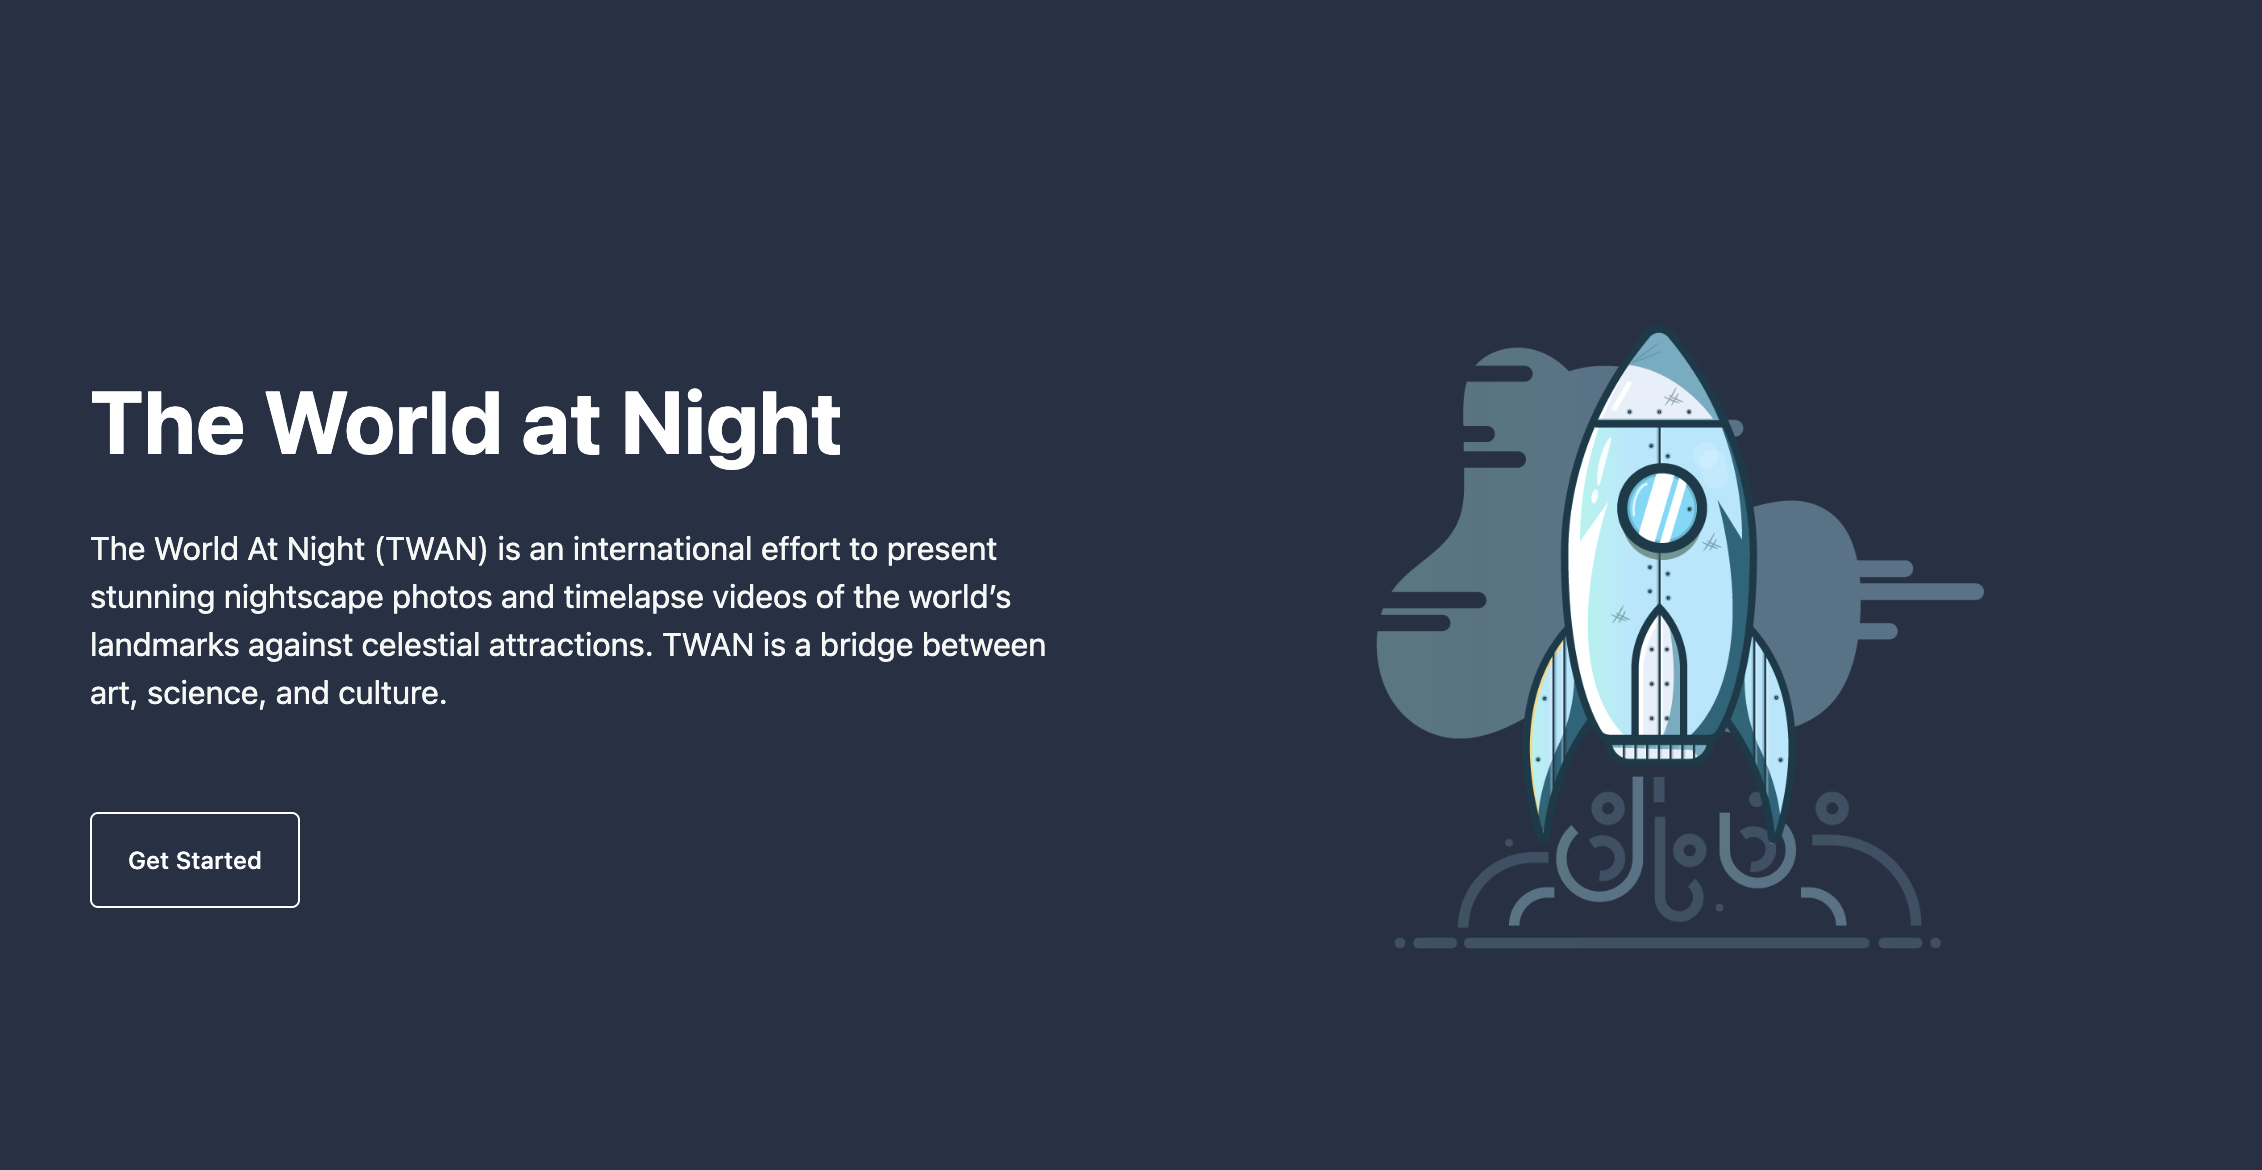 The World at Night
The World At Night (TWAN) is an international effort to present
stunning nightscape photos and timelapse videos of the world’s
landmarks against celestial attractions. TWAN is a bridge between
art, science, and culture.
Get Started